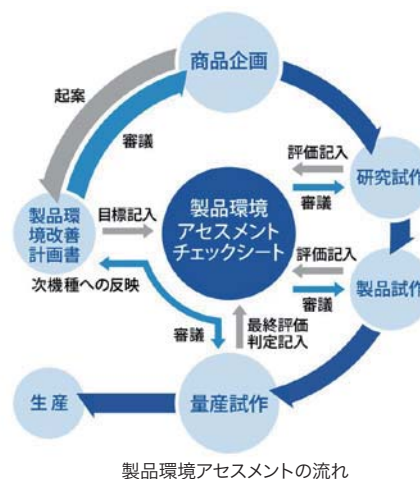 商品企画
起案
審議
評価記入
審議
研究試作
製品環
境改善
計画書
目標記入
製品環境
アセスメント
チェックシート
評価記入
審議
製品試作
次機種への反映
審議
最終評価
判定記入
生産
量産試作
製品環境アセスメントの流れ